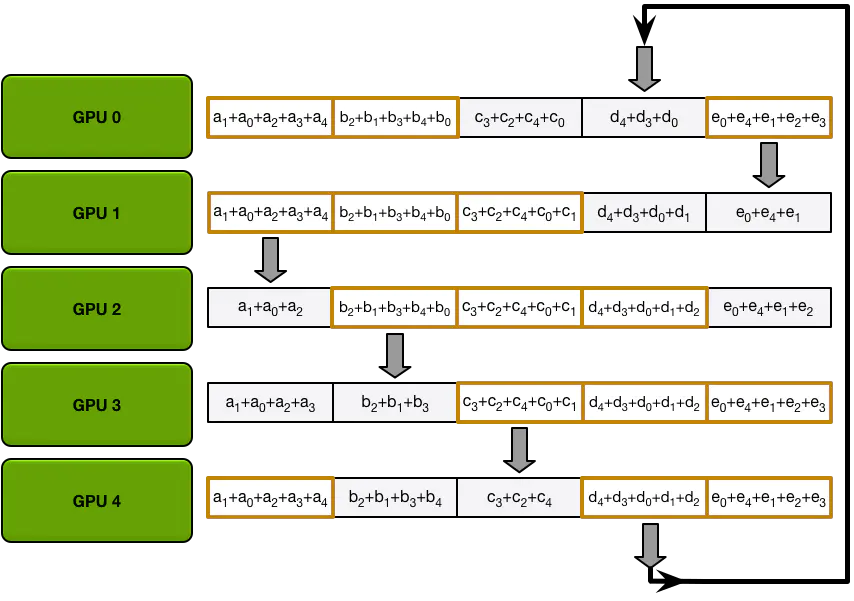 GPU 0 a₁+a₀+a₂+a₃+a₄ b₂+b₁+b₃+b₄+b₀ c₃+c₂+c₄+c₀ d₄+d₃+d₀ e₀+e₄+e₁+e₂+e₃
GPU 1 a₁+a₀+a₂+a₃+a₄ b₂+b₁+b₃+b₄+b₀ c₃+c₂+c₄+c₀+c₁ d₄+d₃+d₀+d₁ e₀+e₄+e₁
GPU 2 a₁+a₀+a₂ b₂+b₁+b₃+b₄+b₀ c₃+c₂+c₄+c₀+c₁ d₄+d₃+d₀+d₁+d₂ e₀+e₄+e₁+e₂
GPU 3 a₁+a₀+a₂+a₃ b₂+b₁+b₃ c₃+c₂+c₄+c₀+c₁ d₄+d₃+d₀+d₁+d₂ e₀+e₄+e₁+e₂+e₃
GPU 4 a₁+a₀+a₂+a₃+a₄ b₂+b₁+b₃+b₄ c₃+c₂+c₄ d₄+d₃+d₀+d₁+d₂ e₀+e₄+e₁+e₂+e₃